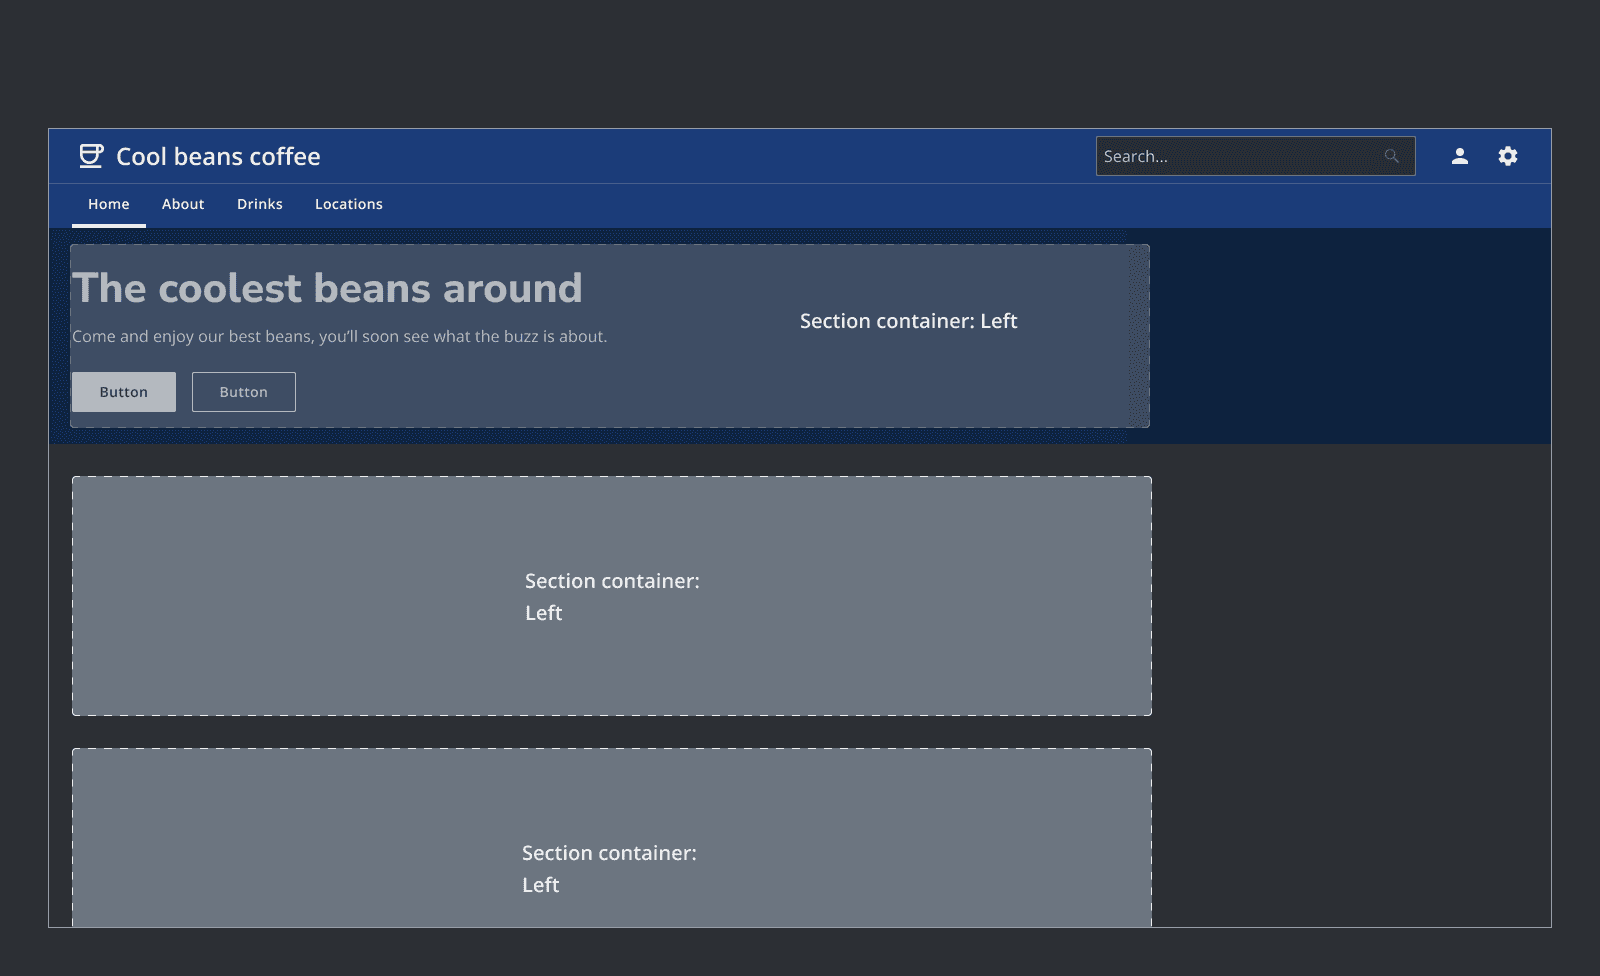 Cool beans coffee
Search...
Home
About
Drinks
Locations
The coolest beans around
Come and enjoy our best beans, you’ll soon see what the buzz is about.
Button
Button
Section container: Left
Section container:
Left
Section container:
Left